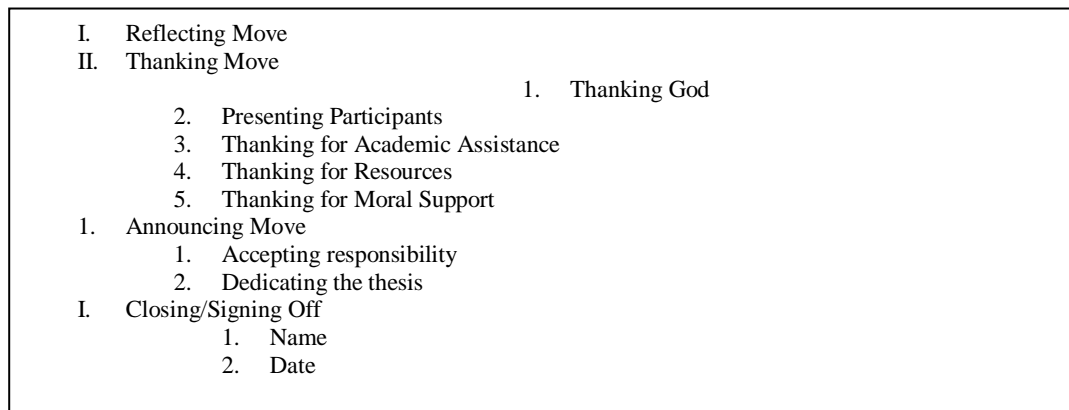 I. Reflecting Move
II. Thanking Move
1. Thanking God
2. Presenting Participants
3. Thanking for Academic Assistance
4. Thanking for Resources
5. Thanking for Moral Support
1. Announcing Move
1. Accepting responsibility
2. Dedicating the thesis
I. Closing/Signing Off
1. Name
2. Date